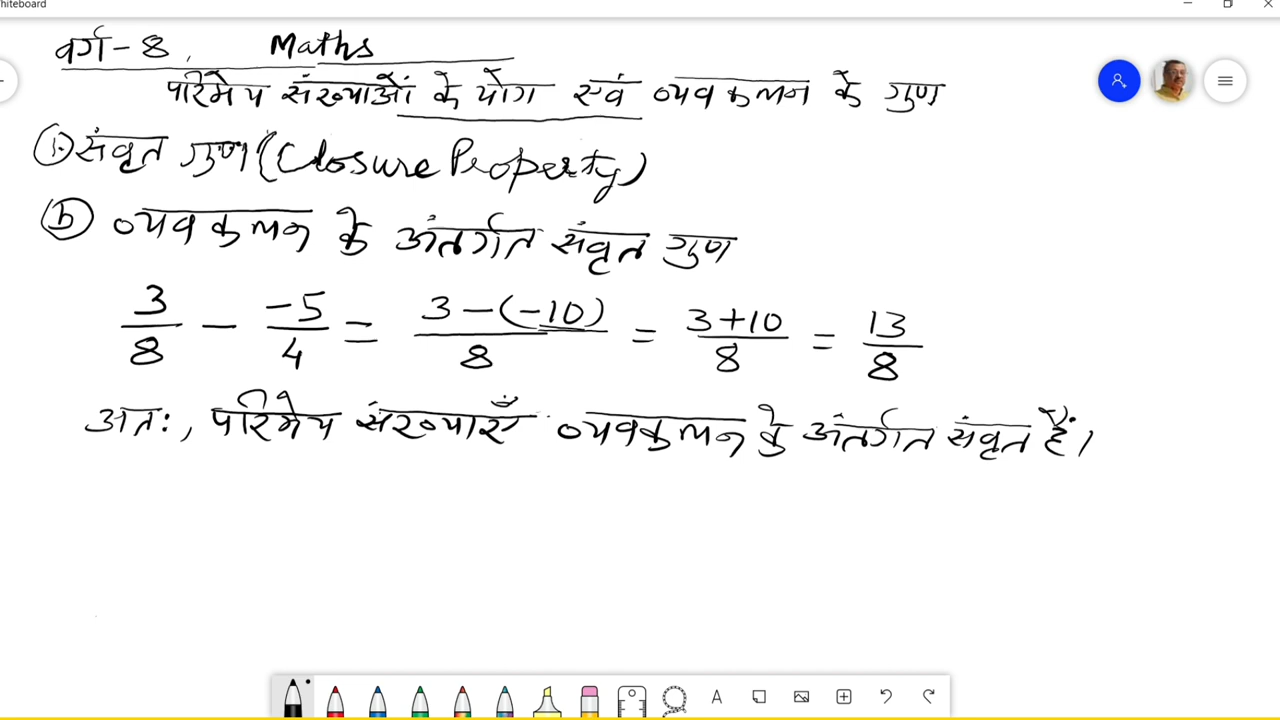 hiteboard
वर्ग - 8, Maths
परिमेय संख्याओं के योग एवं व्यवकलन के गुण
1. संवृत गुण (Closure Property)
b व्यवकलन के अंतर्गत संवृत गुण
3/8 - -5/4 = 3-(-10)/8 = 3+10/8 = 13/8
अतः, परिमेय संख्याएँ व्यवकलन के अंतर्गत संवृत हैं।
A